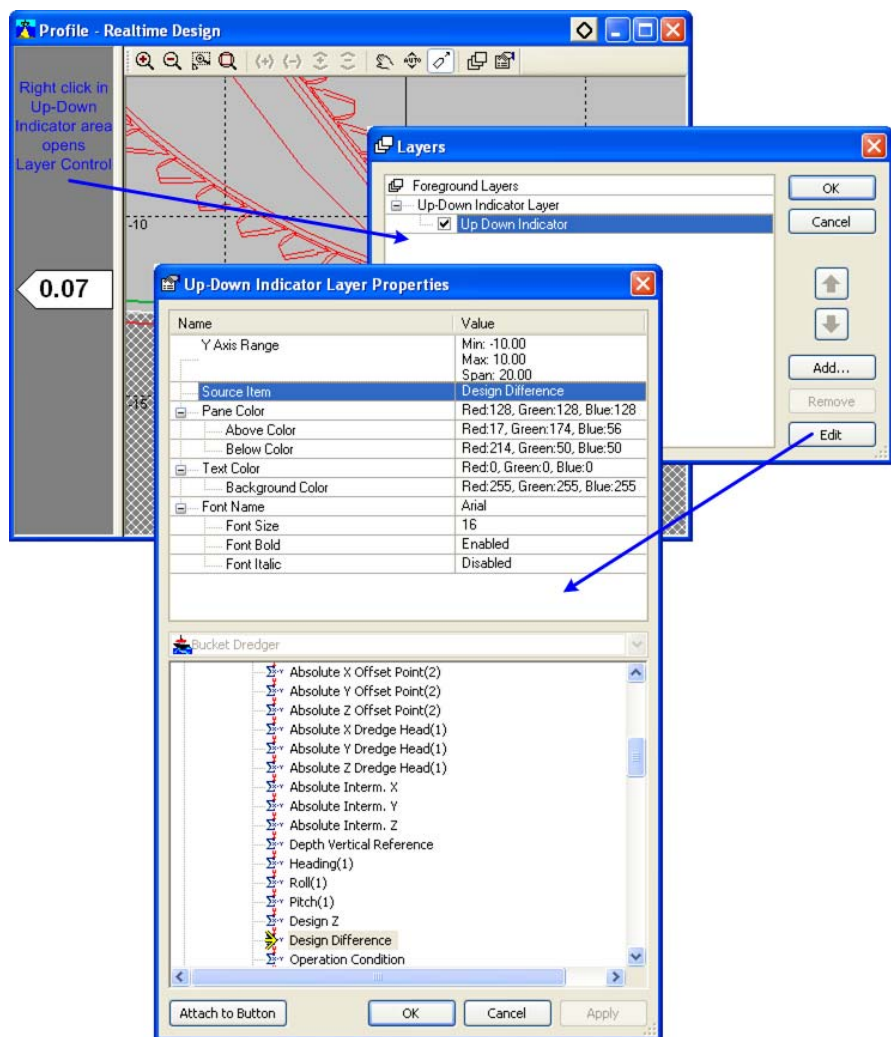 Profile - Realtime Design
Right click in
Up-Down
Indicator area
opens
Layer Control
-10
0.07
-15
Layers
Foreground Layers
Up-Down Indicator Layer
Up Down Indicator
OK
Cancel
Add...
Remove
Edit
Up-Down Indicator Layer Properties
Name Value
Y Axis Range Min: -10.00
Max: 10.00
Span: 20.00
Source Item Design Difference
Pane Color Red:128, Green:128, Blue:128
Above Color Red:17, Green:174, Blue:56
Below Color Red:214, Green:50, Blue:50
Text Color Red:0, Green:0, Blue:0
Background Color Red:255, Green:255, Blue:255
Font Name Arial
Font Size 16
Font Bold Enabled
Font Italic Disabled
Bucket Dredger
Absolute X Offset Point(2)
Absolute Y Offset Point(2)
Absolute Z Offset Point(2)
Absolute X Dredge Head(1)
Absolute Y Dredge Head(1)
Absolute Z Dredge Head(1)
Absolute Interm. X
Absolute Interm. Y
Absolute Interm. Z
Depth Vertical Reference
Heading(1)
Roll(1)
Pitch(1)
Design Z
Design Difference
Operation Condition
Attach to Button OK Cancel Apply